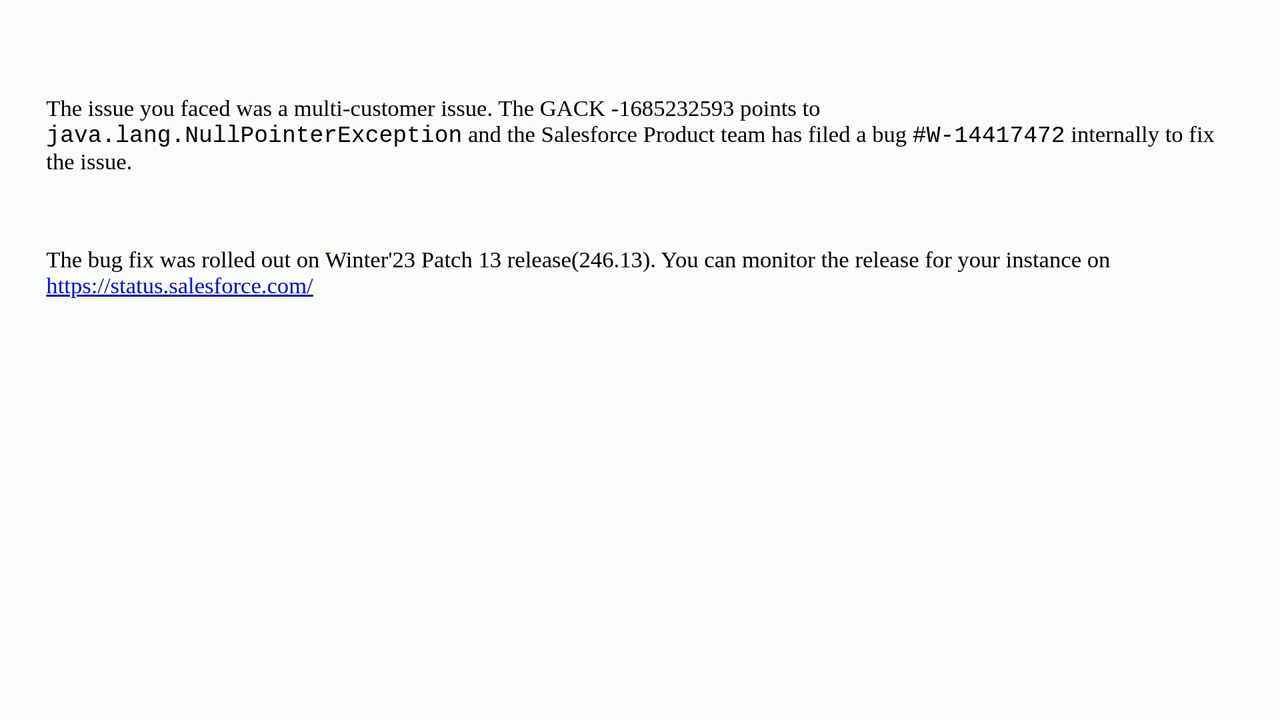 The issue you faced was a multi-customer issue. The GACK -1685232593 points to
java.lang.NullPointerException and the Salesforce Product team has filed a bug #W-14417472 internally to fix
the issue.
The bug fix was rolled out on Winter'23 Patch 13 release(246.13). You can monitor the release for your instance on
https://status.salesforce.com/